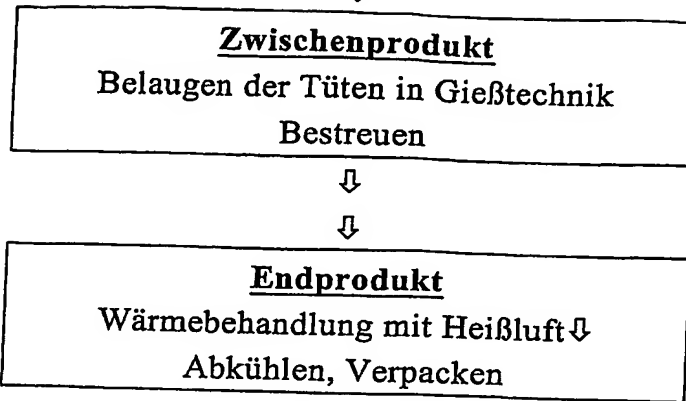 Zwischenprodukt
Belaugen der Tüten in Gießtechnik
Bestreuen
⇩
⇩
Endprodukt
Wärmebehandlung mit Heißluft⇩
Abkühlen, Verpacken